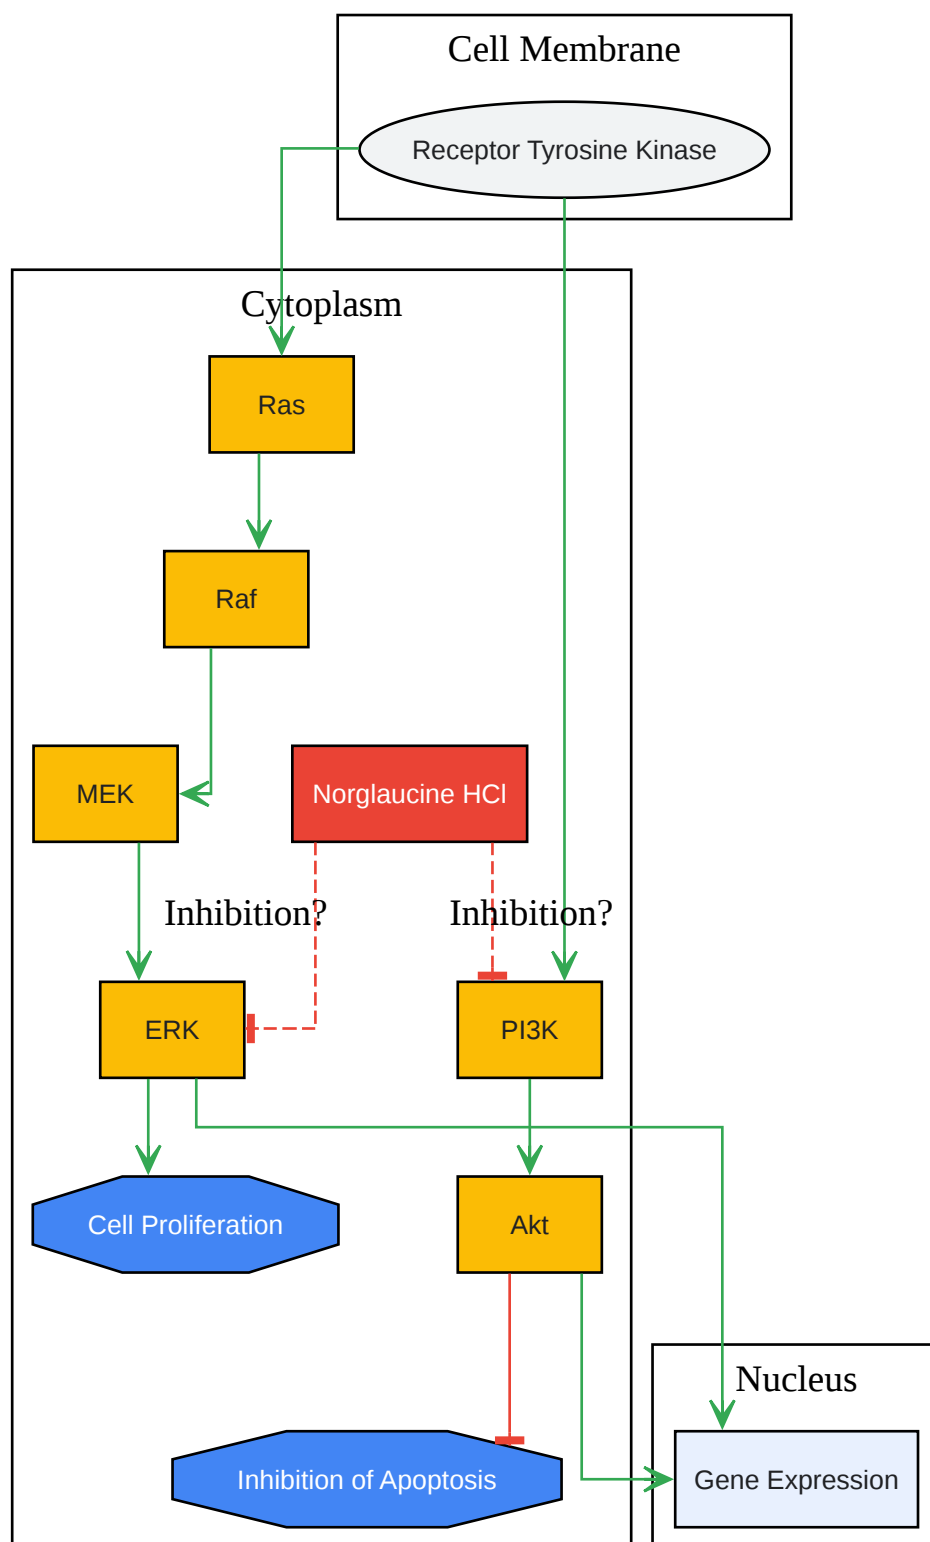 Cell Membrane
Receptor Tyrosine Kinase
Cytoplasm
Ras
Raf
MEK
Norglaucine HCl
Inhibition?
Inhibition?
ERK
PI3K
Cell Proliferation
Akt
Nucleus
Inhibition of Apoptosis
Gene Expression